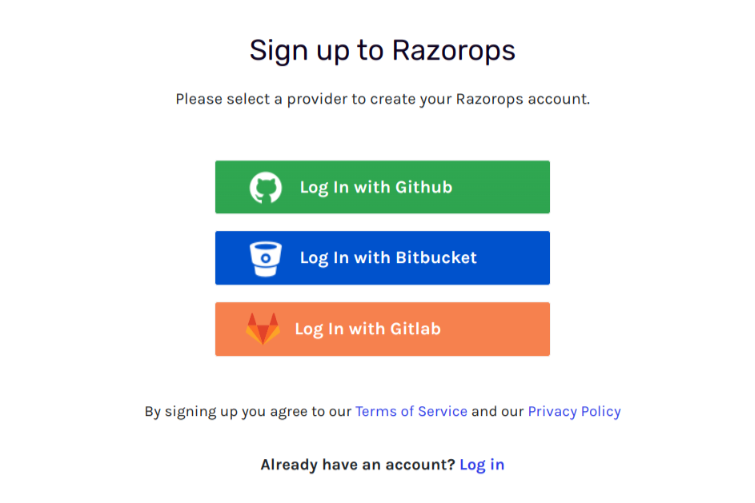 Sign up to Razorops
Please select a provider to create your Razorops account.
Log In with Github
Log In with Bitbucket
Log In with Gitlab
By signing up you agree to our Terms of Service and our Privacy Policy
Already have an account? Log in